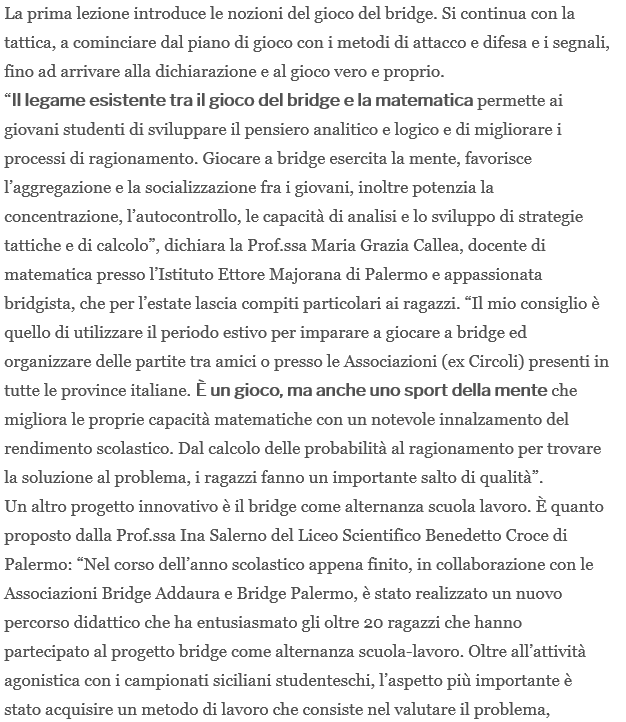 La prima lezione introduce le nozioni del gioco del bridge. Si continua con la
tattica, a cominciare dal piano di gioco con i metodi di attacco e difesa e i segnali,
fino ad arrivare alla dichiarazione e al gioco vero e proprio.
“Il legame esistente tra il gioco del bridge e la matematica permette ai
giovani studenti di sviluppare il pensiero analitico e logico e di migliorare i
processi di ragionamento. Giocare a bridge esercita la mente, favorisce
l’aggregazione e la socializzazione fra i giovani, inoltre potenzia la
concentrazione, l’autocontrollo, le capacità di analisi e lo sviluppo di strategie
tattiche e di calcolo”, dichiara la Prof.ssa Maria Grazia Callea, docente di
matematica presso l’Istituto Ettore Majorana di Palermo e appassionata
bridgista, che per l’estate lascia compiti particolari ai ragazzi. “Il mio consiglio è
quello di utilizzare il periodo estivo per imparare a giocare a bridge ed
organizzare delle partite tra amici o presso le Associazioni (ex Circoli) presenti in
tutte le province italiane. È un gioco, ma anche uno sport della mente che
migliora le proprie capacità matematiche con un notevole innalzamento del
rendimento scolastico. Dal calcolo delle probabilità al ragionamento per trovare
la soluzione al problema, i ragazzi fanno un importante salto di qualità”.
Un altro progetto innovativo è il bridge come alternanza scuola lavoro. È quanto
proposto dalla Prof.ssa Ina Salerno del Liceo Scientifico Benedetto Croce di
Palermo: “Nel corso dell’anno scolastico appena finito, in collaborazione con le
Associazioni Bridge Addaura e Bridge Palermo, è stato realizzato un nuovo
percorso didattico che ha entusiasmato gli oltre 20 ragazzi che hanno
partecipato al progetto bridge come alternanza scuola-lavoro. Oltre all’attività
agonistica con i campionati siciliani studenteschi, l’aspetto più importante è
stato acquisire un metodo di lavoro che consiste nel valutare il problema,